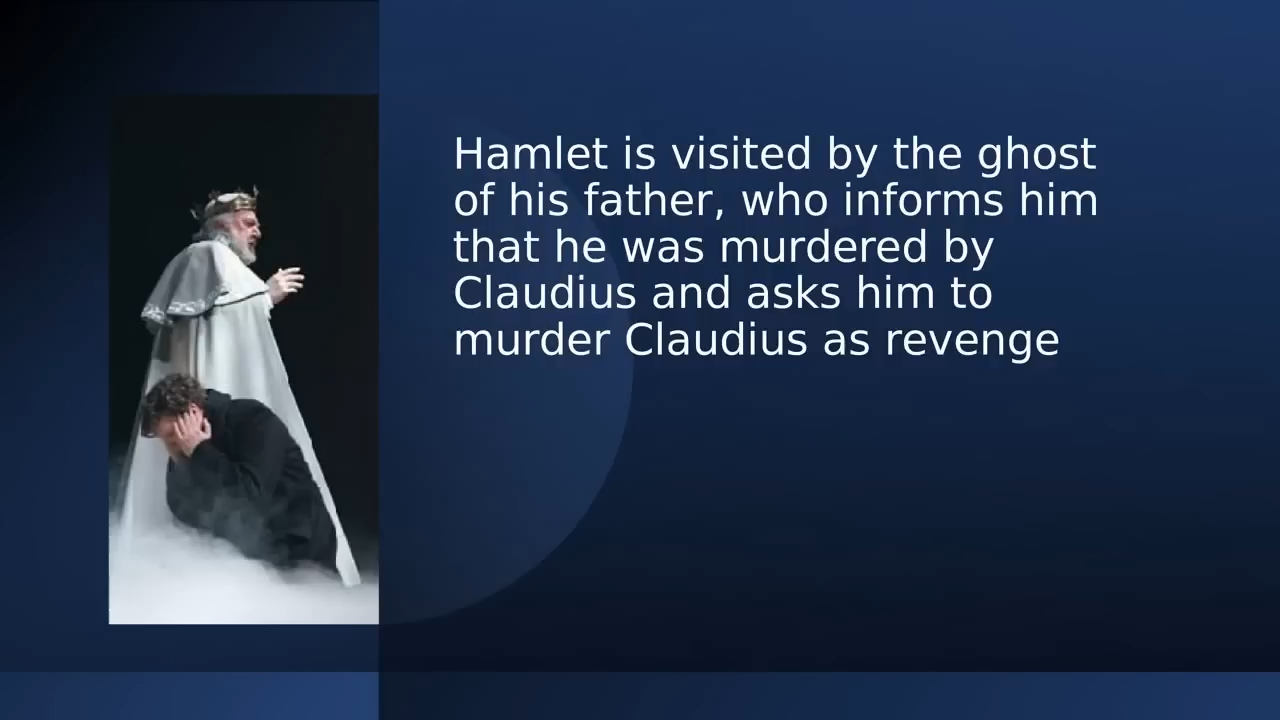 Hamlet is visited by the ghost
of his father, who informs him
that he was murdered by
Claudius and asks him to
murder Claudius as revenge